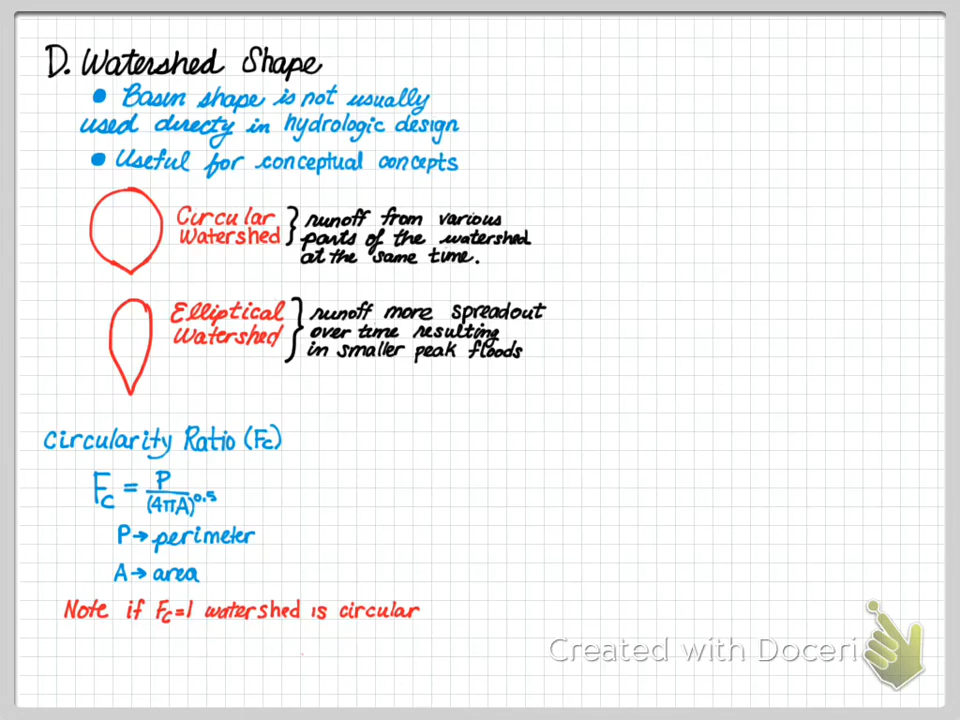 D. Watershed Shape
• Basin shape is not usually
used directy in hydrologic design
• Useful for conceptual concepts
Circular
Watershed
} runoff from various
parts of the watershed
at the same time.
Elliptical
Watershed
} runoff more spreadout
over time resulting
in smaller peak floods
Circularity Ratio (Fc)
Fc = P / (4πA)^0.5
P → perimeter
A → area
Note if Fc=1 watershed is circular
Created with Doceri